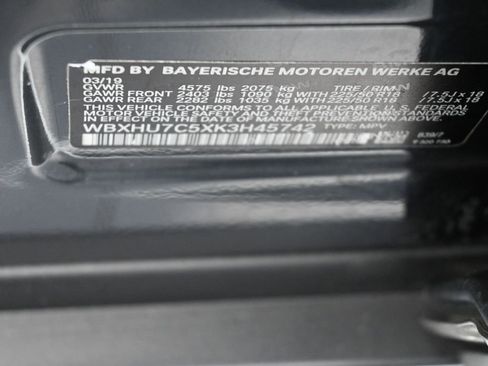 MFD BY BAYERISCHE MOTOREN WERKE AG
03/19
GVWR 4575 lbs 2075 kg TIRE / RIM
GAWR FRONT 2403 lbs 1090 kg WITH 225/50 R18 /7.5J x 18
GAWR REAR 2282 lbs 1035 kg WITH 225/50 R18 /7.5J x 18
THIS VEHICLE CONFORMS TO ALL APPLICABLE U.S. FEDERAL
MOTOR VEHICLE SAFETY AND THEFT PREVENTION STANDARDS
IN EFFECT ON THE DATE OF MANUFACTURE SHOWN ABOVE.
WBXHU7C5XK3H45742 TYPE: MPV